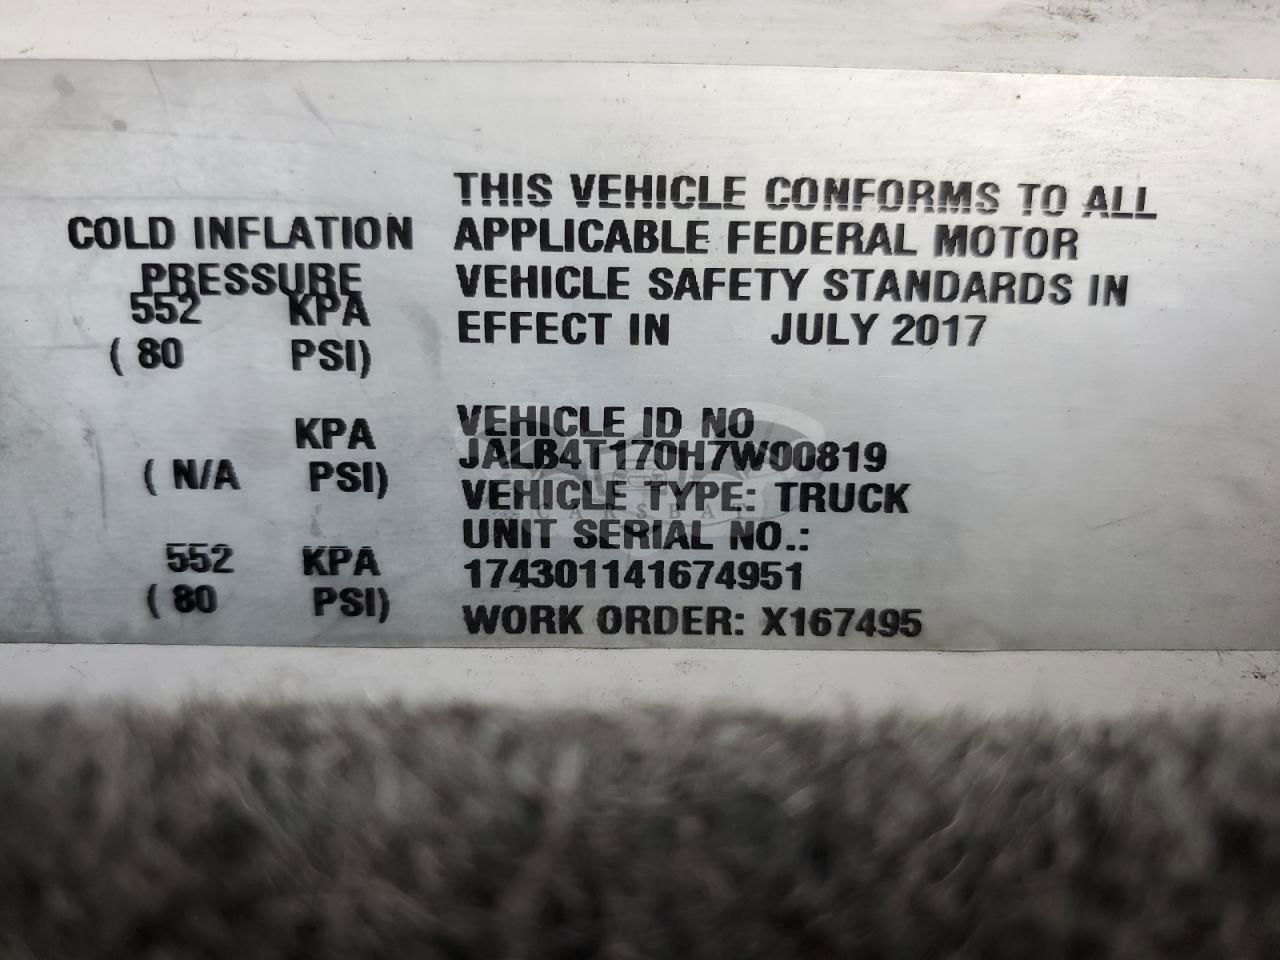 COLD INFLATION
PRESSURE
552 KPA
( 80 PSI)
KPA
( N/A PSI)
552 KPA
( 80 PSI)
THIS VEHICLE CONFORMS TO ALL
APPLICABLE FEDERAL MOTOR
VEHICLE SAFETY STANDARDS IN
EFFECT IN JULY 2017
VEHICLE ID NO
JALB4T170H7W00819
VEHICLE TYPE: TRUCK
CARSBAT
UNIT SERIAL NO.:
174301141674951
WORK ORDER: X167495